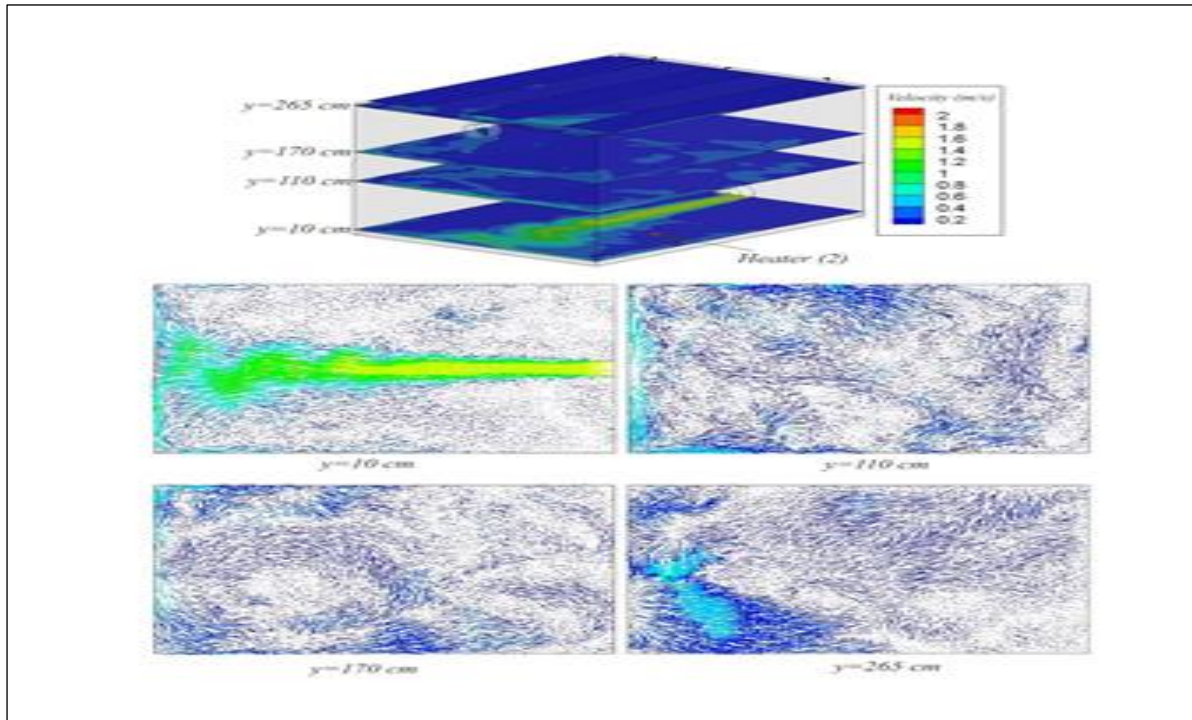 y=265 cm
y=170 cm
y=110 cm
y=10 cm
Velocity (m/s)
2
1.8
1.6
1.4
1.2
1
0.8
0.6
0.4
0.2
Heater (2)
y=10 cm
y=110 cm
y=170 cm
y=265 cm